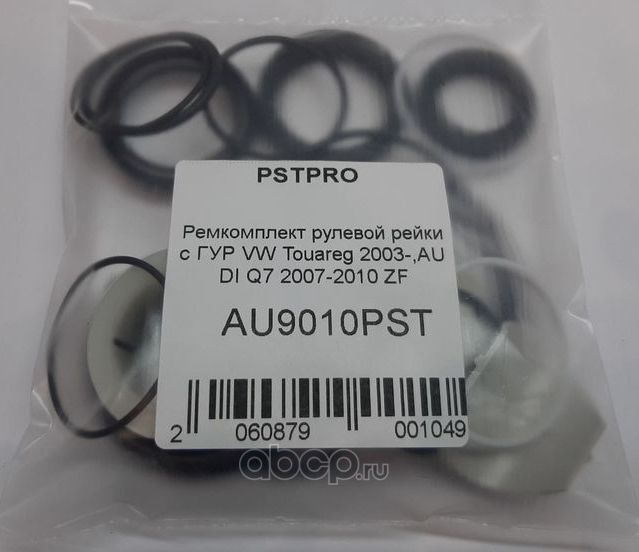 PSTPRO
Ремкомплект рулевой рейки
с ГУР VW Touareg 2003-,AU
DI Q7 2007-2010 ZF
AU9010PST
2 060879 001049
abcp.ru